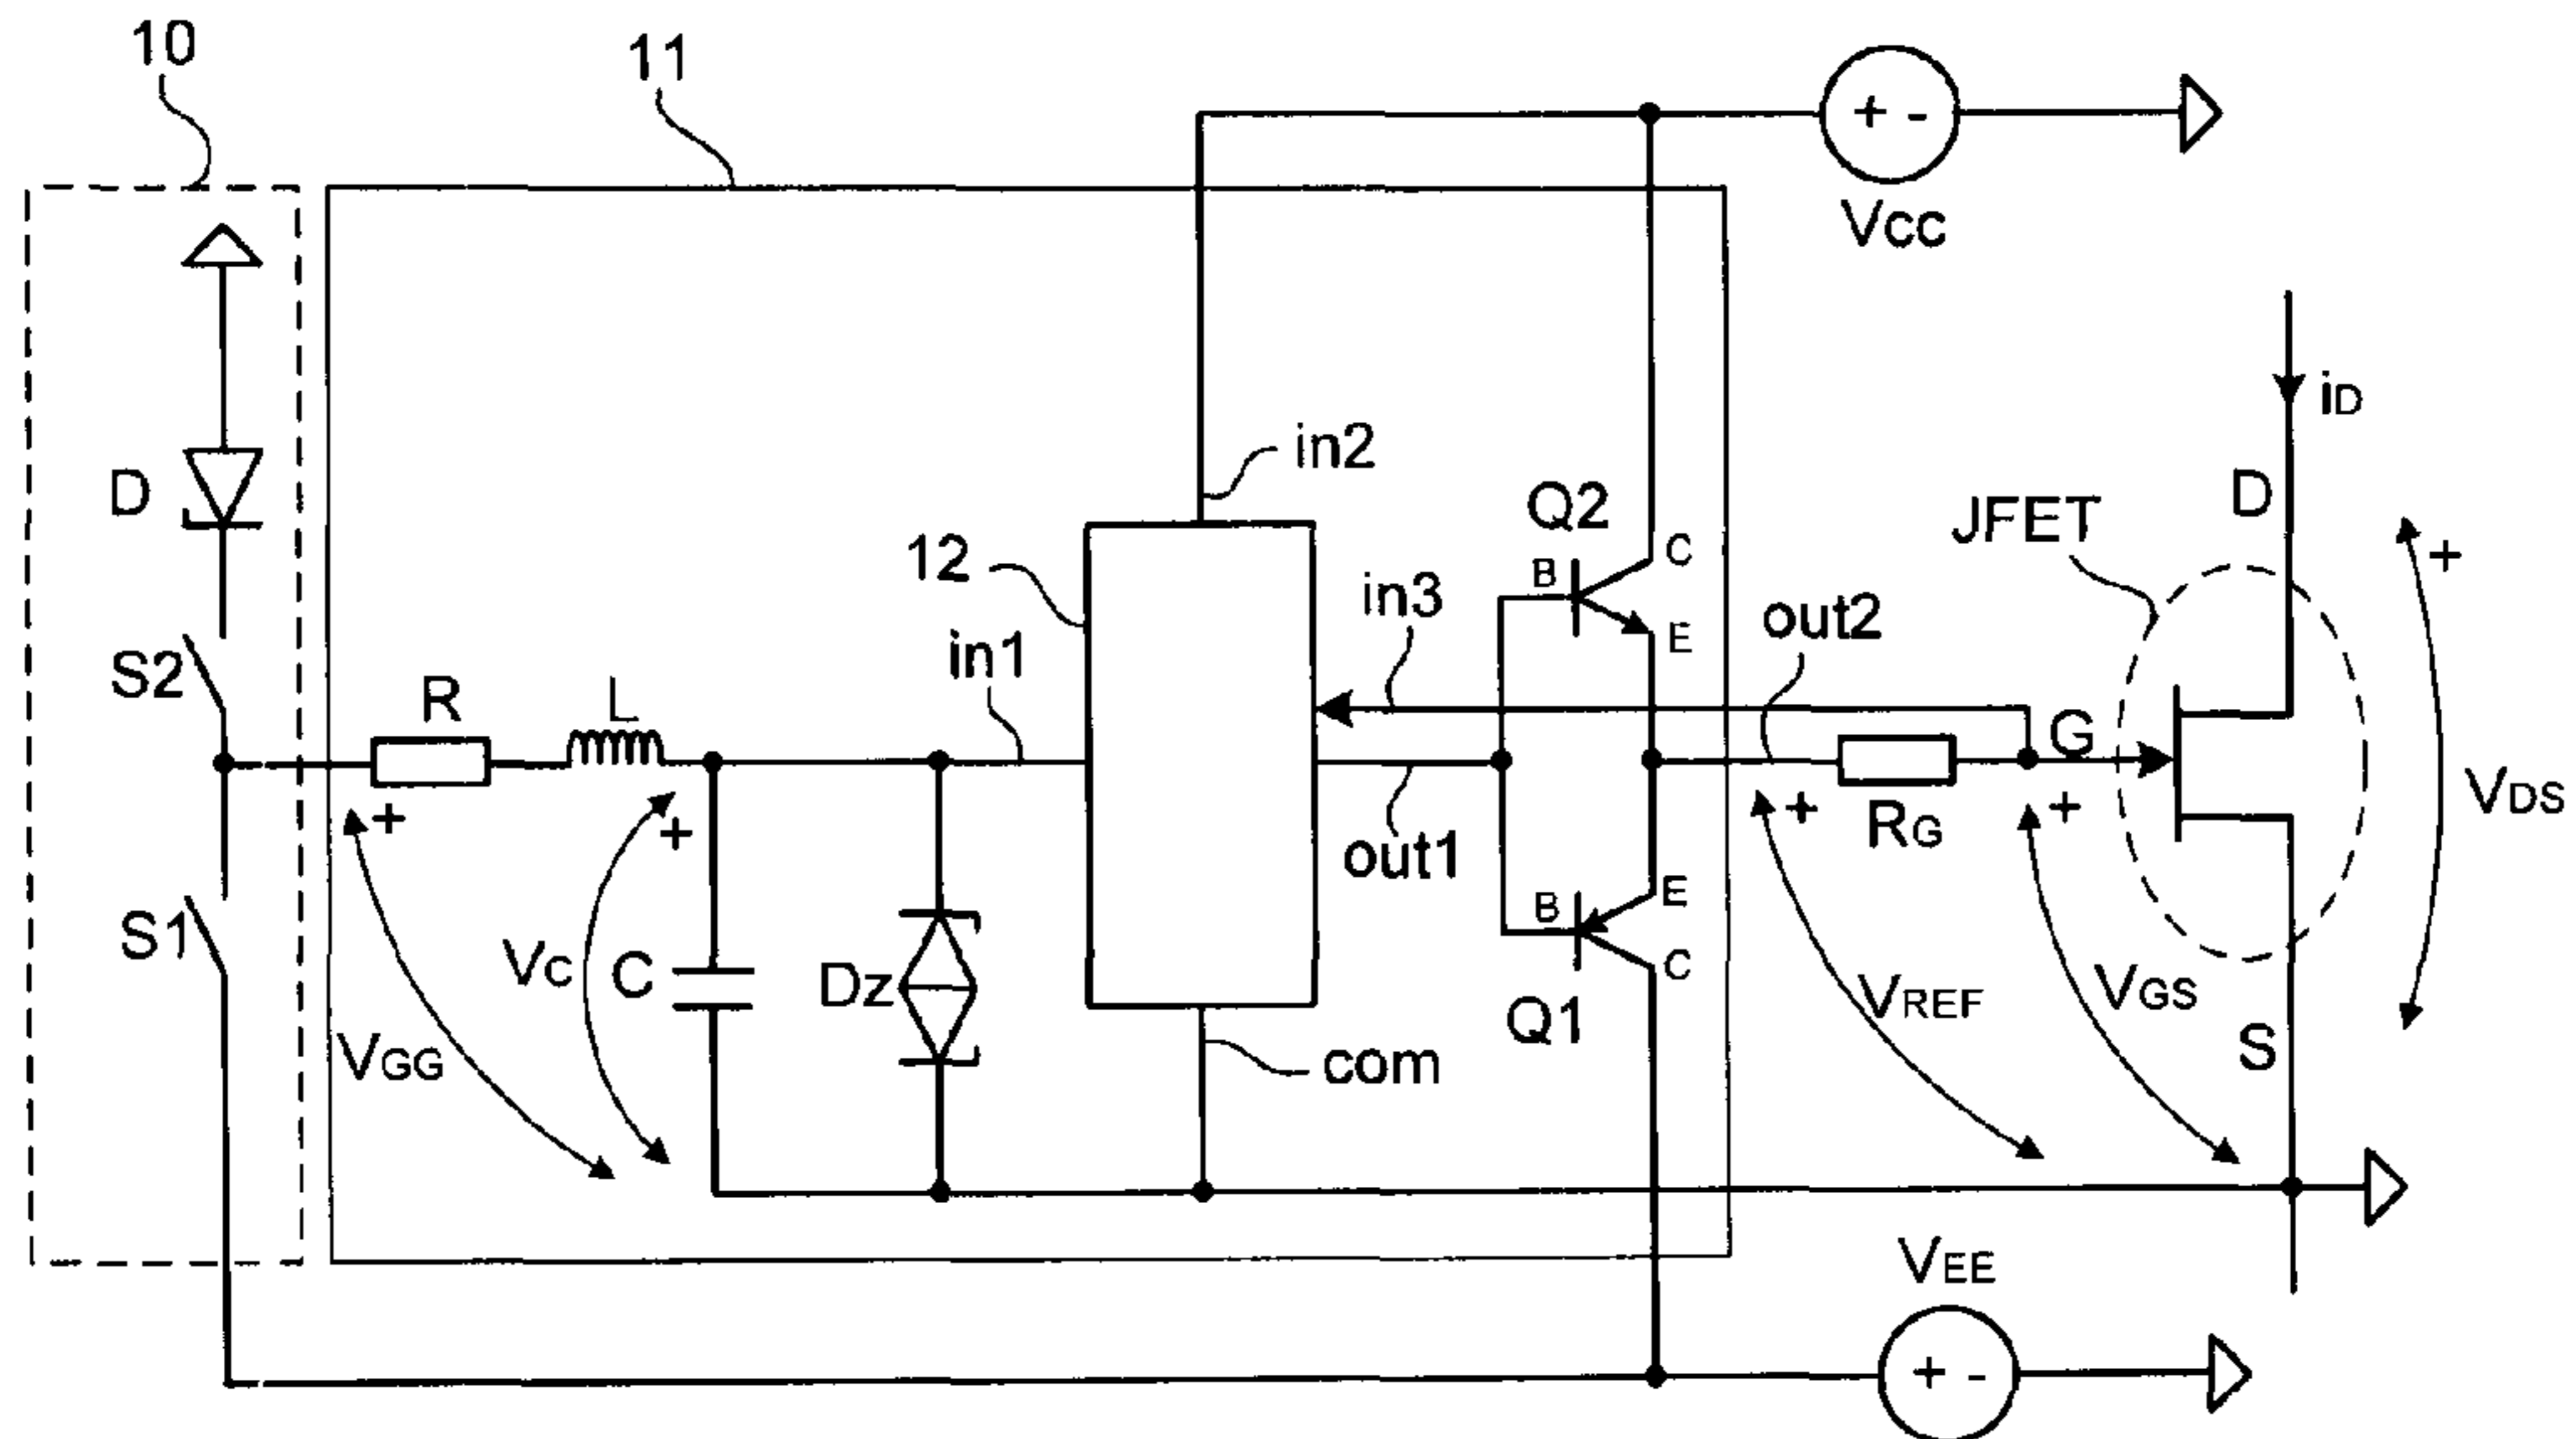 10
11
+ -
Vcc
in2
D
12
Q2
C
B
E
in3
JFET
D
iD
+
out2
S2
R
L
in1
G
+
+
+
+
RG
VDS
out1
S1
VC
C
Dz
B
E
C
Q1
VREF
VGS
VGG
com
S
VEE
+ -